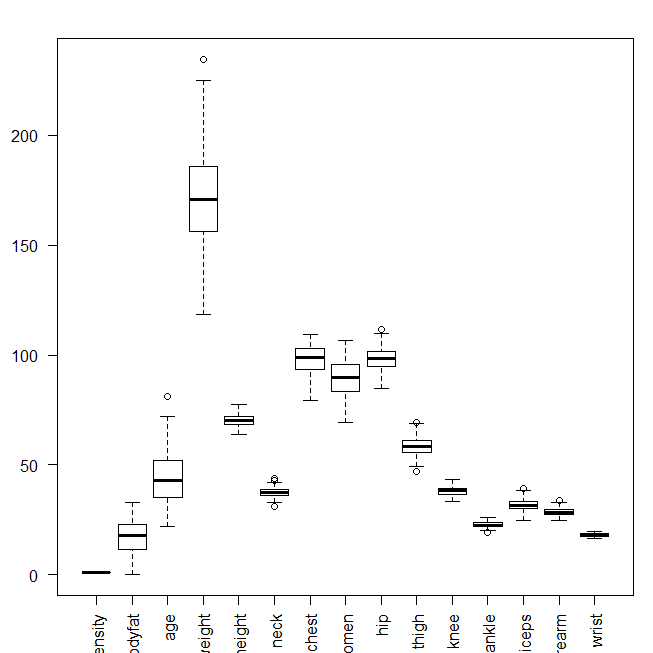 200
150
100
50
0
ensity
odyfat
age
weight
height
neck
chest
omen
hip
thigh
knee
ankle
iceps
rearm
wrist